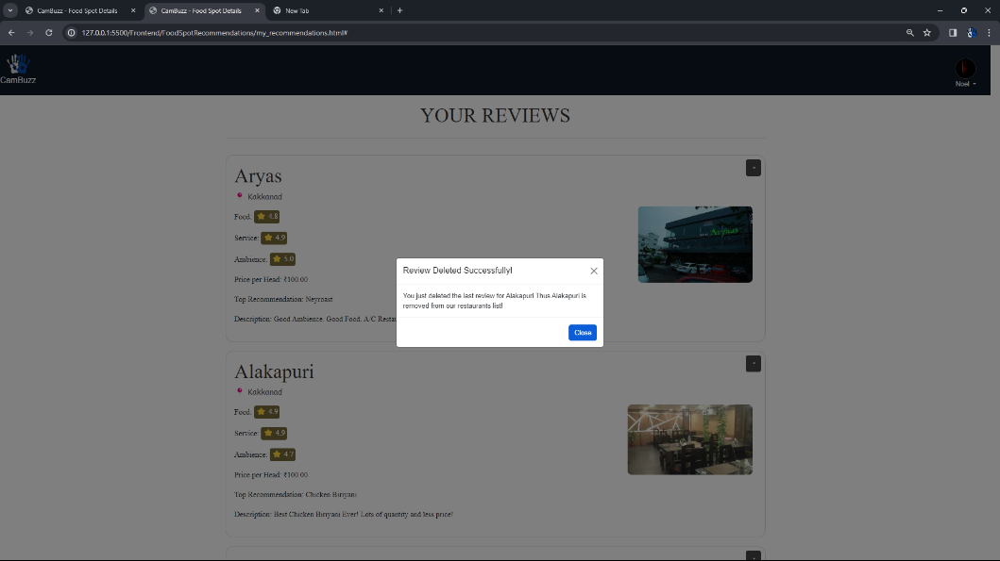 CamBuzz - Food Spot Details
CamBuzz - Food Spot Details
New Tab
127.0.0.1:5500/Frontend/FoodSpotRecommendations/my_recommendations.html#
CamBuzz
Noel
YOUR REVIEWS
Aryas
Kakkanad
Food: 4.8
Service: 4.9
Ambience: 5.0
Price per Head: ₹100.00
Top Recommendation: Neyroast
Description: Good Ambience. Good Food. A/C Restau
Aryas
Review Deleted Successfully!
You just deleted the last review for Alakapuri Thus Alakapuri is
removed from our restaurants list!
Close
Alakapuri
Kakkanad
Food: 4.9
Service: 4.9
Ambience: 4.7
Price per Head: ₹100.00
Top Recommendation: Chicken Biriyani
Description: Best Chicken Biriyani Ever! Lots of quantity and less price!